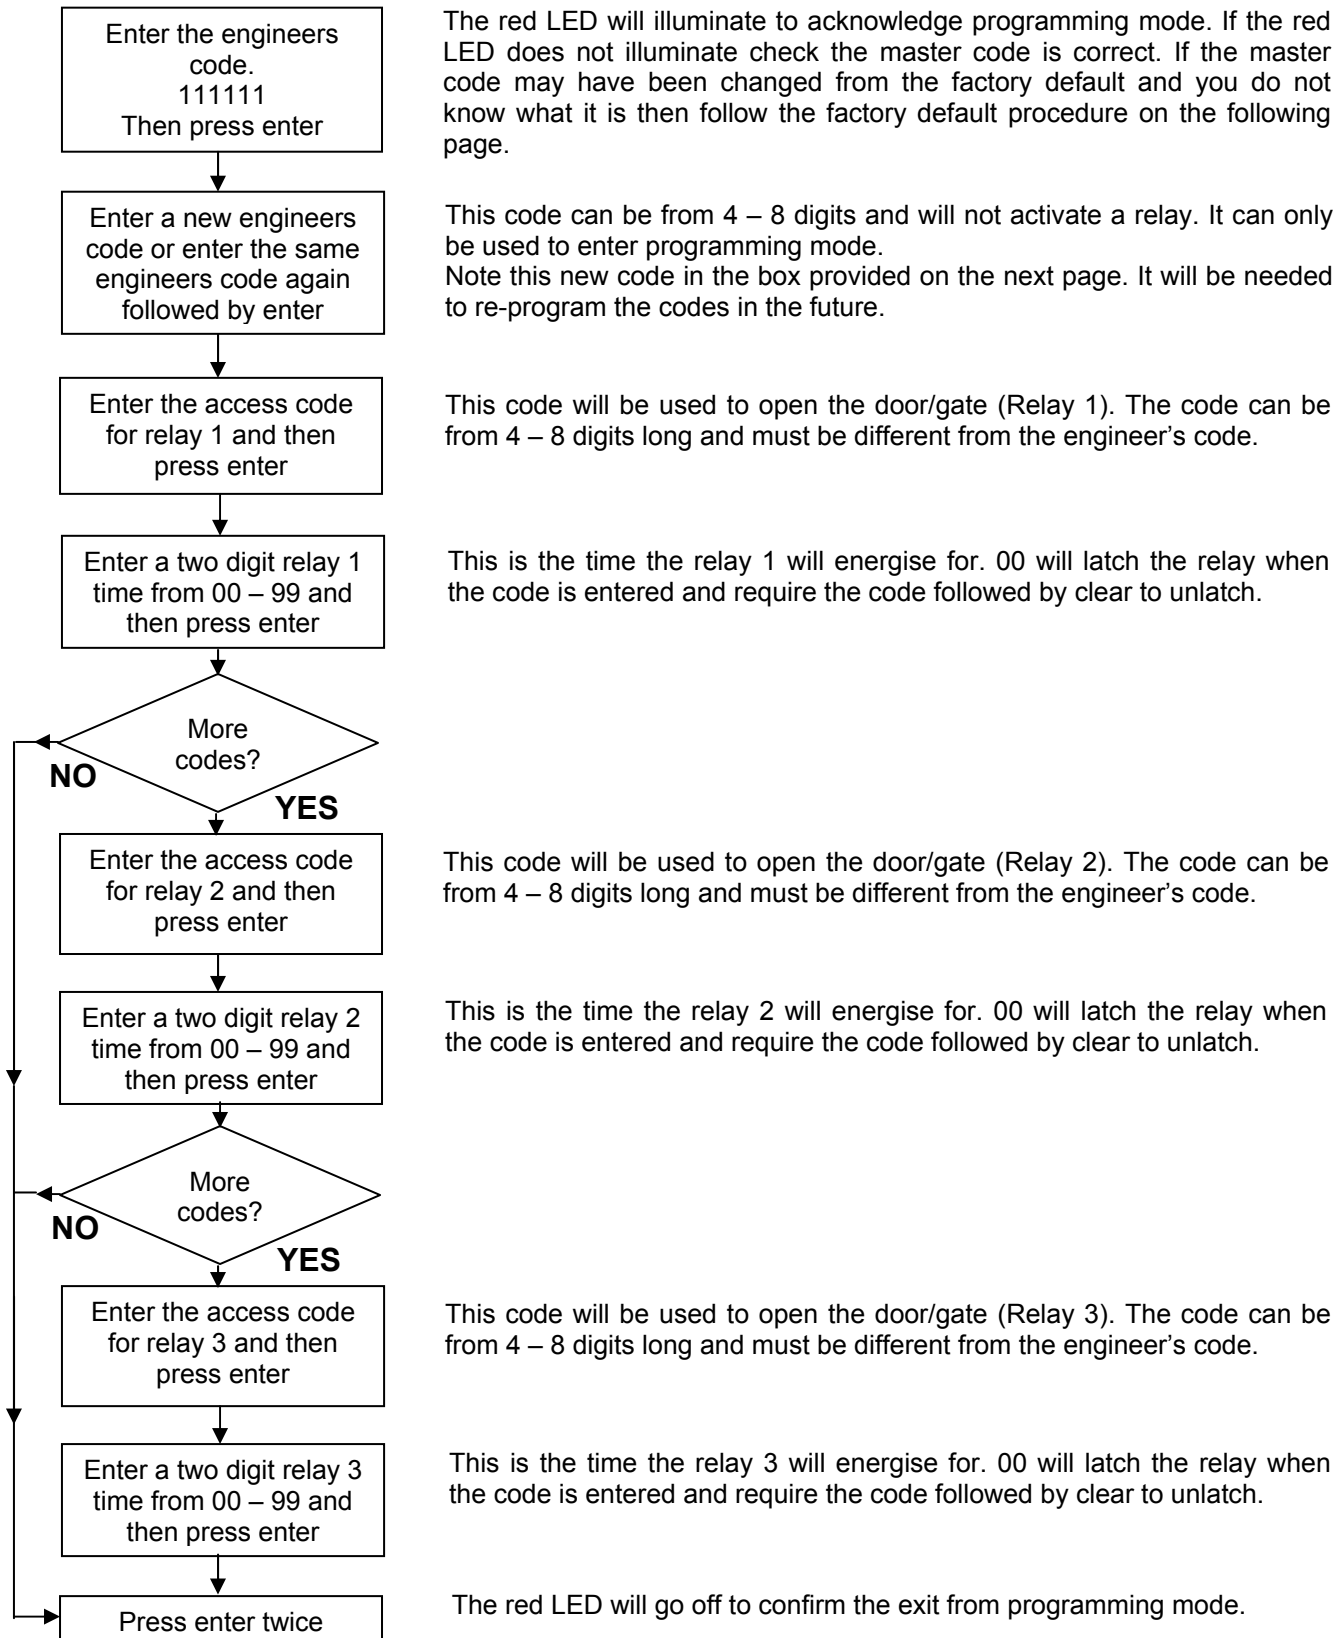 Enter the engineers
code.
111111
Then press enter
The red LED will illuminate to acknowledge programming mode. If the red
LED does not illuminate check the master code is correct. If the master
code may have been changed from the factory default and you do not
know what it is then follow the factory default procedure on the following
page.
Enter a new engineers
code or enter the same
engineers code again
followed by enter
This code can be from 4 – 8 digits and will not activate a relay. It can only
be used to enter programming mode.
Note this new code in the box provided on the next page. It will be needed
to re-program the codes in the future.
Enter the access code
for relay 1 and then
press enter
This code will be used to open the door/gate (Relay 1). The code can be
from 4 – 8 digits long and must be different from the engineer’s code.
Enter a two digit relay 1
time from 00 – 99 and
then press enter
This is the time the relay 1 will energise for. 00 will latch the relay when
the code is entered and require the code followed by clear to unlatch.
More
codes?
NO
YES
Enter the access code
for relay 2 and then
press enter
This code will be used to open the door/gate (Relay 2). The code can be
from 4 – 8 digits long and must be different from the engineer’s code.
Enter a two digit relay 2
time from 00 – 99 and
then press enter
This is the time the relay 2 will energise for. 00 will latch the relay when
the code is entered and require the code followed by clear to unlatch.
More
codes?
NO
YES
Enter the access code
for relay 3 and then
press enter
This code will be used to open the door/gate (Relay 3). The code can be
from 4 – 8 digits long and must be different from the engineer’s code.
Enter a two digit relay 3
time from 00 – 99 and
then press enter
This is the time the relay 3 will energise for. 00 will latch the relay when
the code is entered and require the code followed by clear to unlatch.
Press enter twice
The red LED will go off to confirm the exit from programming mode.